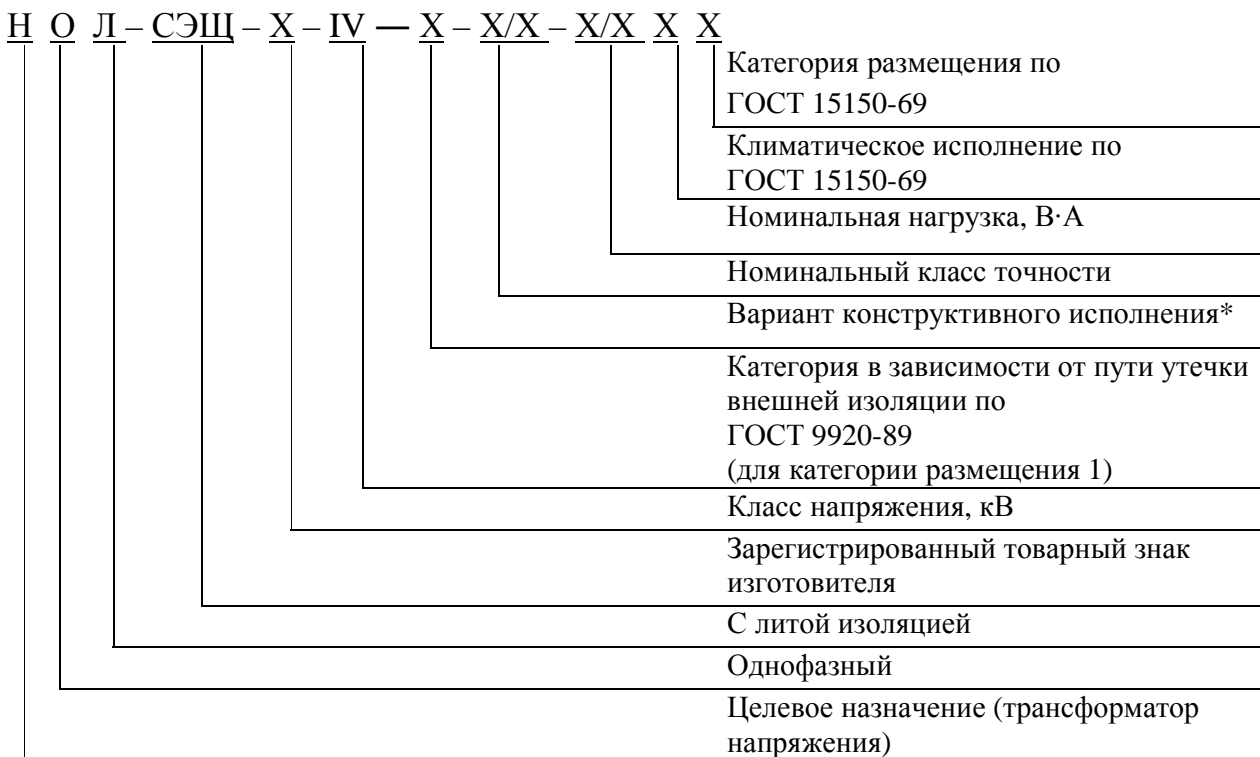 Н О Л – СЭЩ – Х – IV — Х – Х/Х – Х/Х Х Х
Категория размещения по
ГОСТ 15150-69
Климатическое исполнение по
ГОСТ 15150-69
Номинальная нагрузка, В·А
Номинальный класс точности
Вариант конструктивного исполнения*
Категория в зависимости от пути утечки
внешней изоляции по
ГОСТ 9920-89
(для категории размещения 1)
Класс напряжения, кВ
Зарегистрированный товарный знак
изготовителя
С литой изоляцией
Однофазный
Целевое назначение (трансформатор
напряжения)